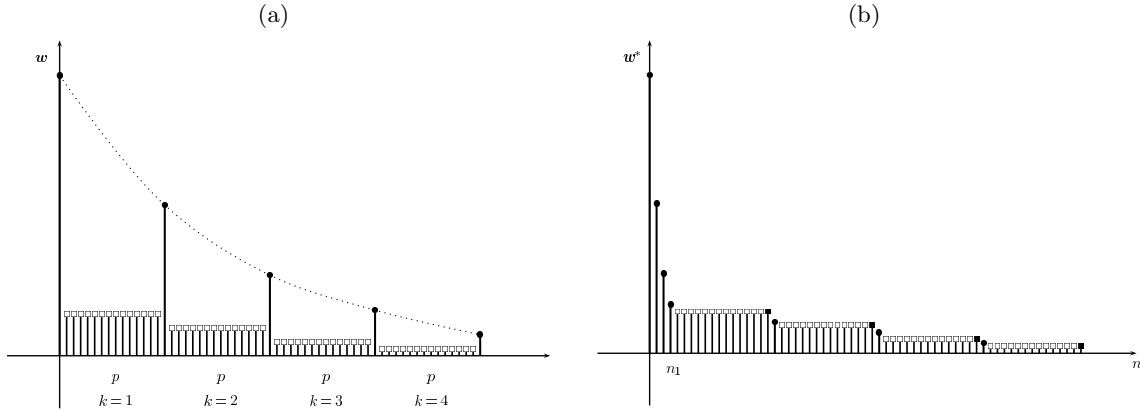 (a)
(b)
w
w*
p p p p
k = 1 k = 2 k = 3 k = 4
n₁
n